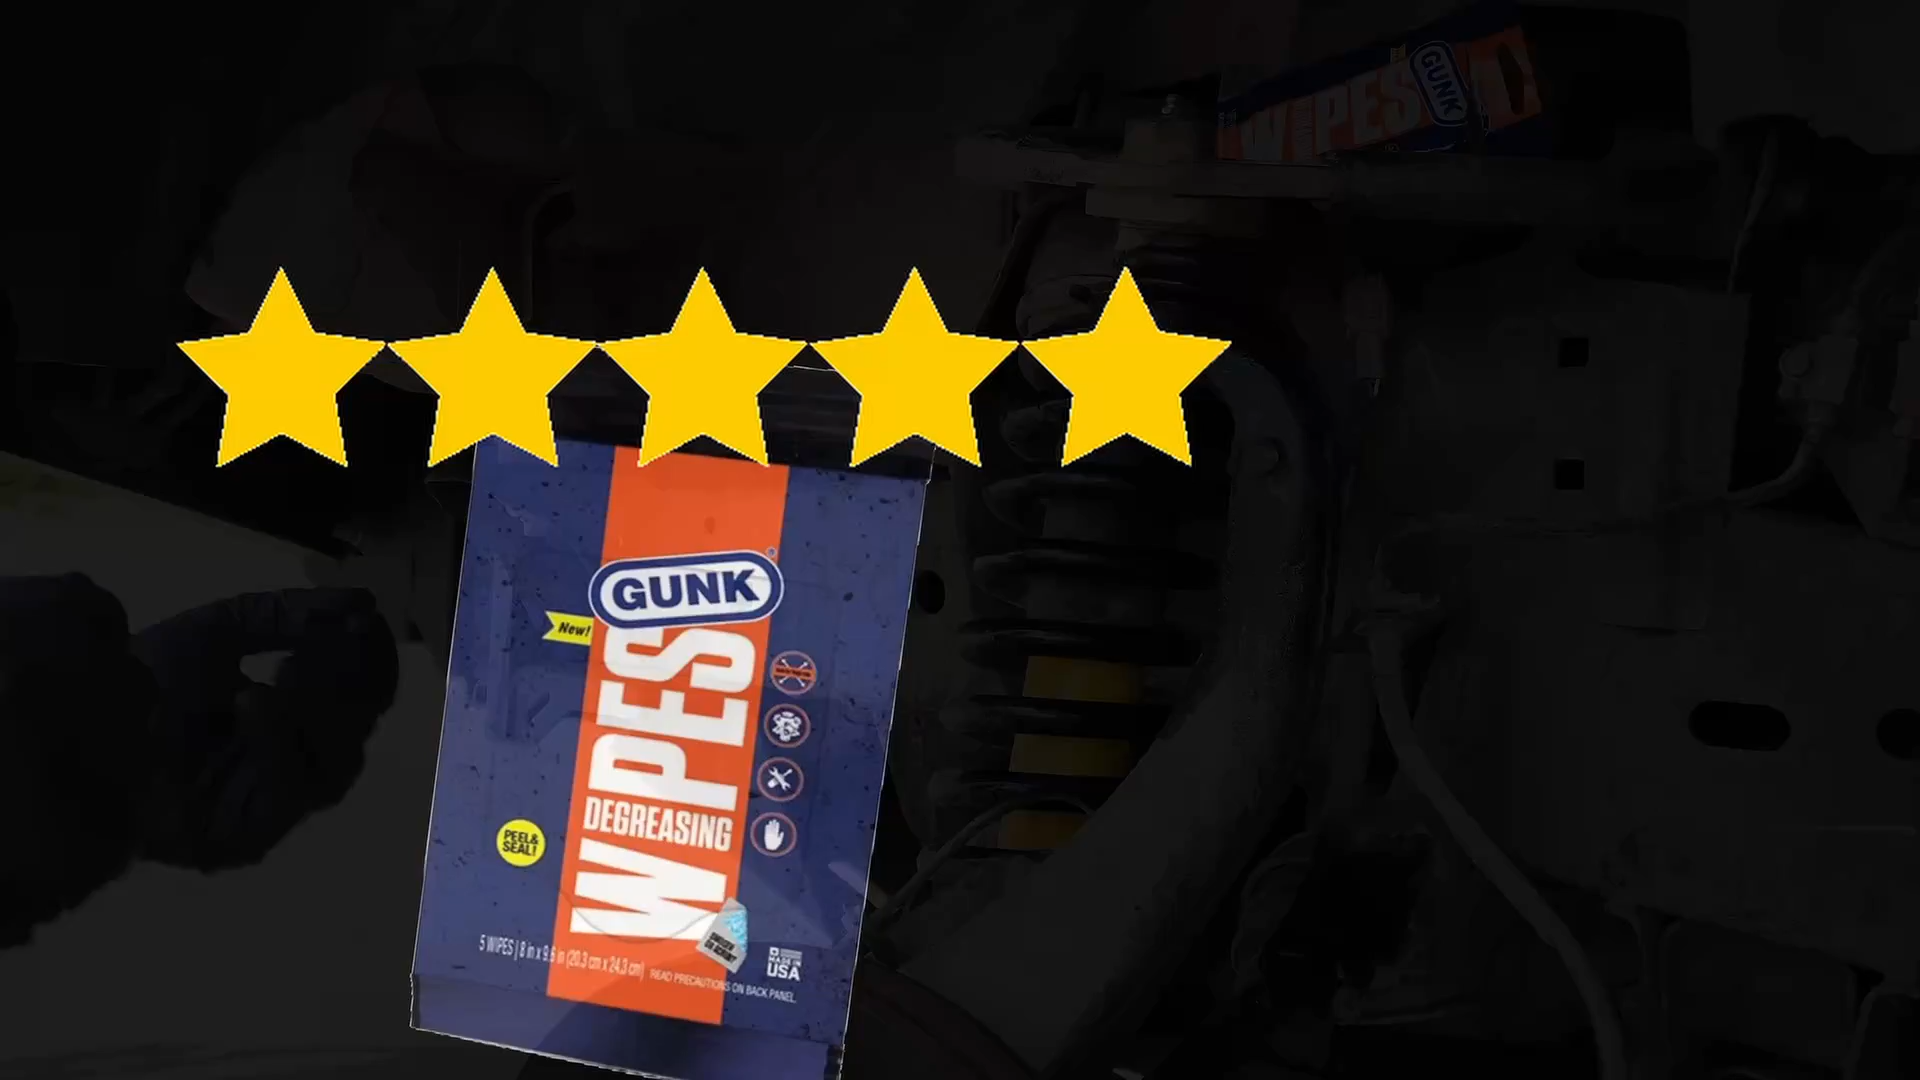 WIPES
GUNK
GUNK
New!
WIPES
DEGREASING
PEEL&
SEAL!
5 WIPES | 8 in x 9.6 in (20.3 cm x 24.3 cm)
READ PRECAUTIONS ON BACK PANEL.
MADE IN
USA